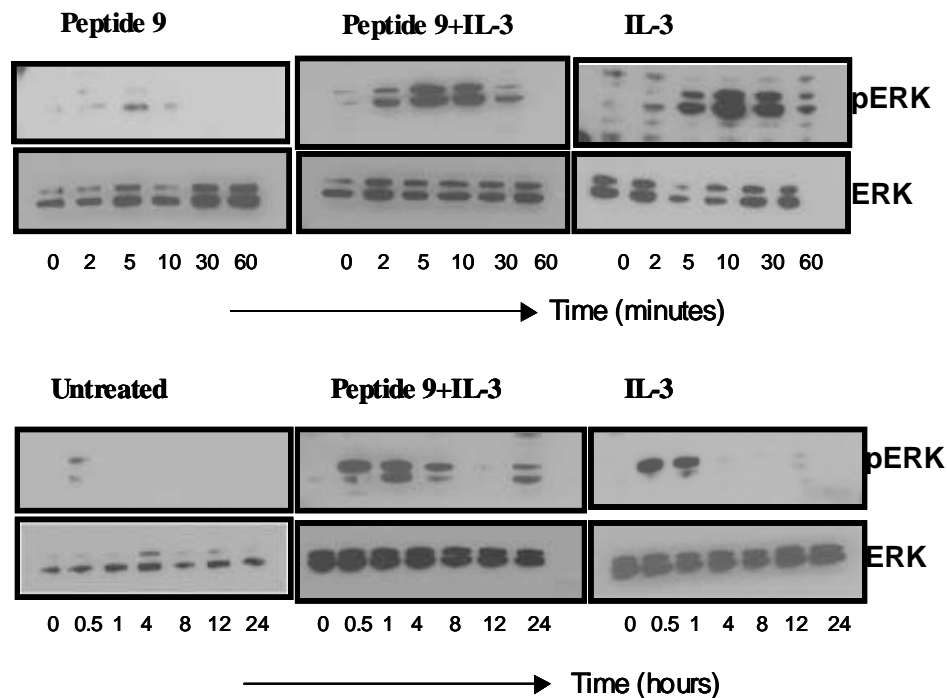 Peptide 9 Peptide 9+IL-3 IL-3
pERK
ERK
0 2 5 10 30 60 0 2 5 10 30 60 0 2 5 10 30 60
Time (minutes)
Untreated Peptide 9+IL-3 IL-3
pERK
ERK
0 0.5 1 4 8 12 24 0 0.5 1 4 8 12 24 0 0.5 1 4 8 12 24
Time (hours)